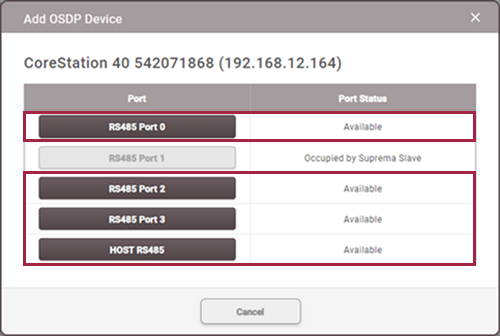 Add OSDP Device
CoreStation 40 542071868 (192.168.12.164)
Port Port Status
RS485 Port 0 Available
RS485 Port 1 Occupied by Suprema Slave
RS485 Port 2 Available
RS485 Port 3 Available
HOST RS485 Available
Cancel